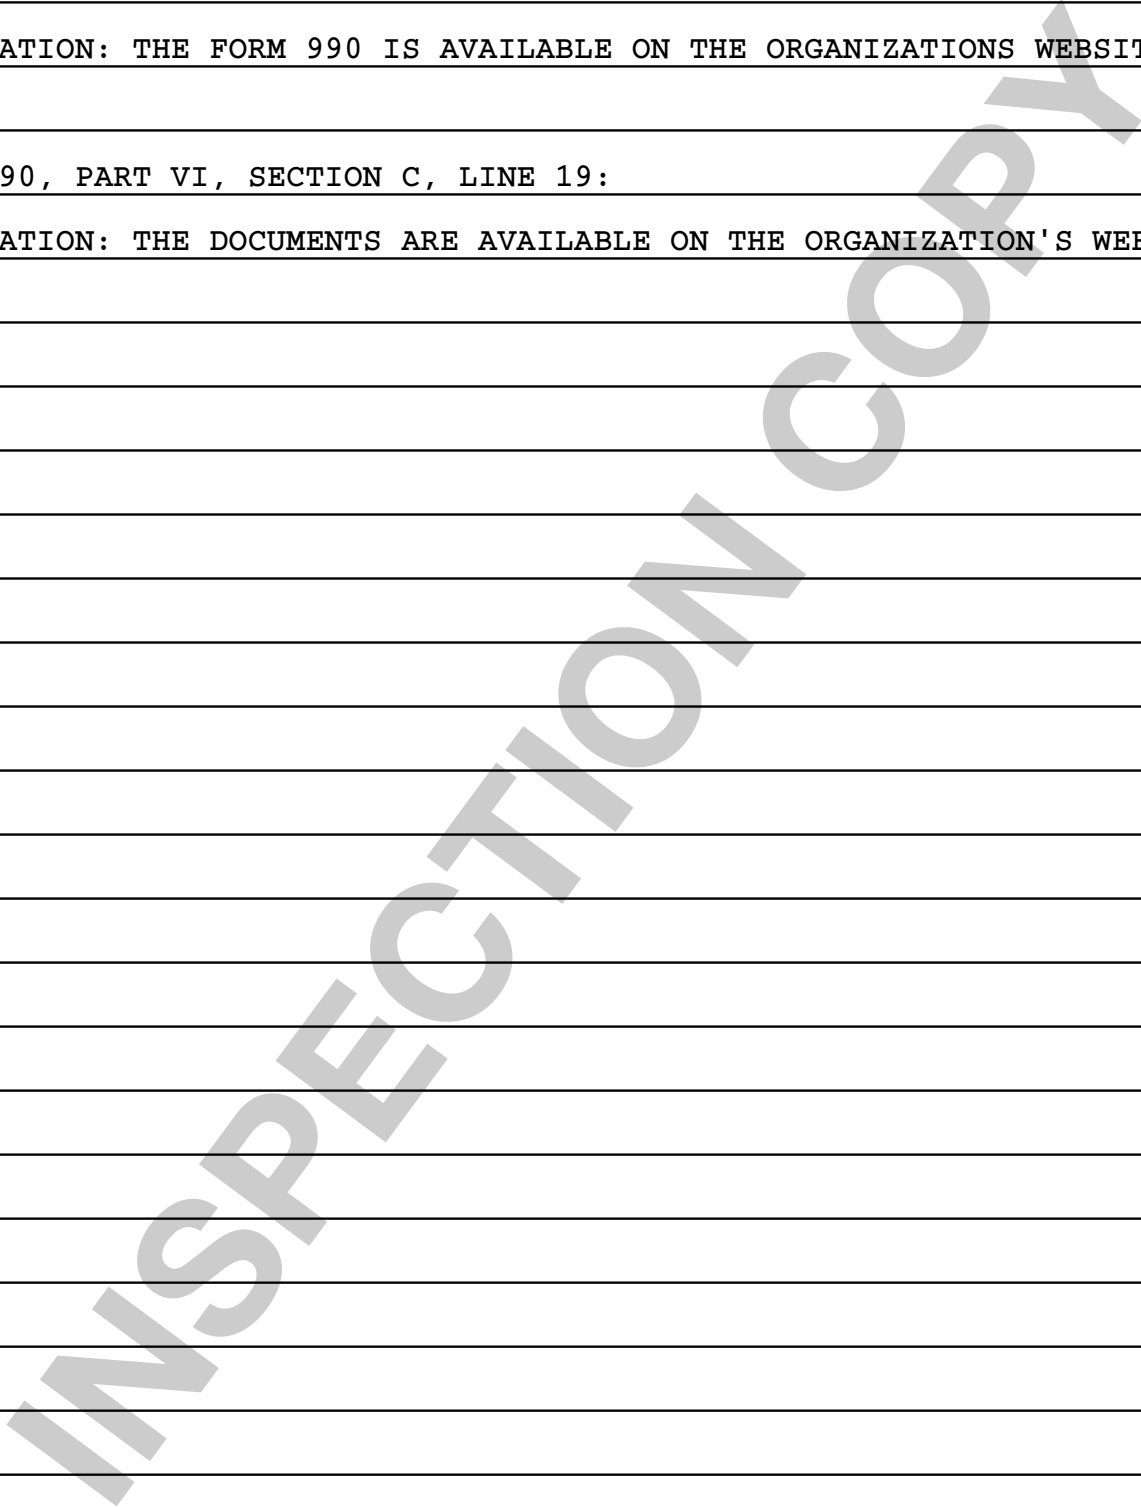 ATION: THE FORM 990 IS AVAILABLE ON THE ORGANIZATIONS WEBSIT
90, PART VI, SECTION C, LINE 19:
ATION: THE DOCUMENTS ARE AVAILABLE ON THE ORGANIZATION'S WEB
INSPECTION COPY